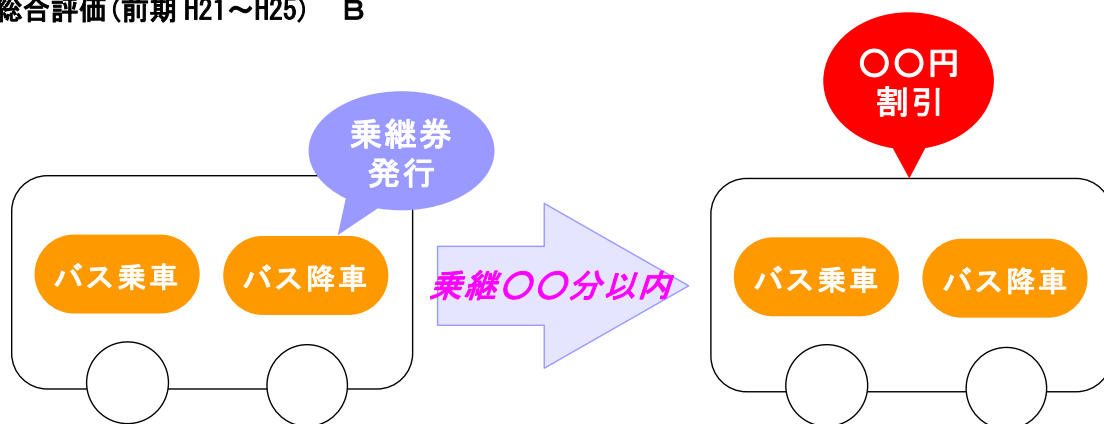 総合評価(前期 H21～H25)　B
〇〇円
割引
乗継券
発行
バス乗車
バス降車
乗継〇〇分以内
バス乗車
バス降車